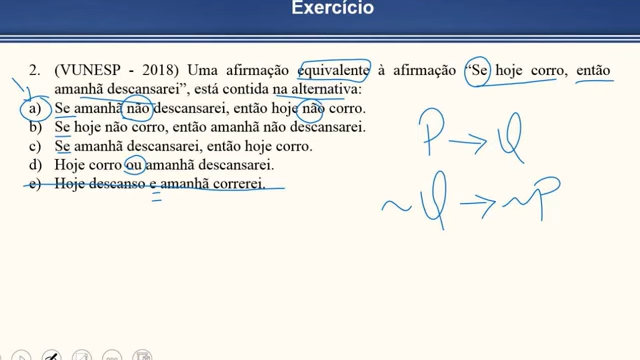 Exercício
2. (VUNESP - 2018) Uma afirmação equivalente à afirmação “Se hoje corro, então
amanhã descansarei”, está contida na alternativa:
a) Se amanhã não descansarei, então hoje não corro.
b) Se hoje não corro, então amanhã não descansarei.
c) Se amanhã descansarei, então hoje corro.
d) Hoje corro ou amanhã descansarei.
e) Hoje descanso e amanhã correrei.
P → Q
~Q → ~P